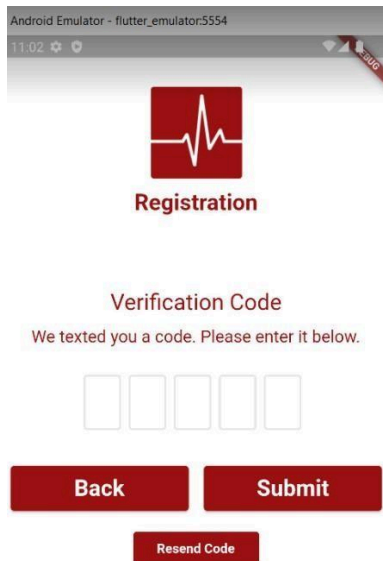 Android Emulator - flutter_emulator:5554
11:02
DEBUG
Registration
Verification Code
We texted you a code. Please enter it below.
Back Submit
Resend Code